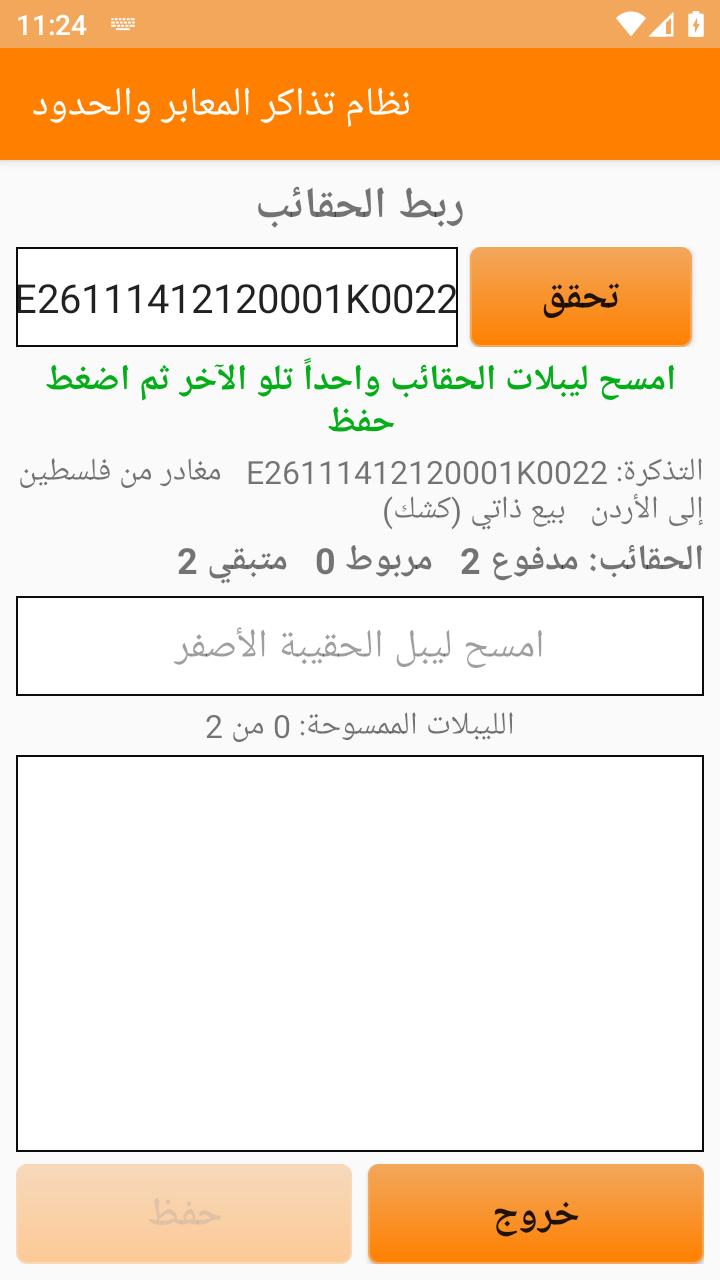 11:24
نظام تذاكر المعابر والحدود
ربط الحقائب
E26111412120001K0022
تحقق
امسح ليبلات الحقائب واحداً تلو الآخر ثم اضغط
حفظ
التذكرة: E26111412120001K0022 مغادر من فلسطين
إلى الأردن بيع ذاتي (كشك)
الحقائب: مدفوع 2 مربوط 0 متبقي 2
امسح ليبل الحقيبة الأصفر
الليبلات الممسوحة: 0 من 2
خروج
حفظ